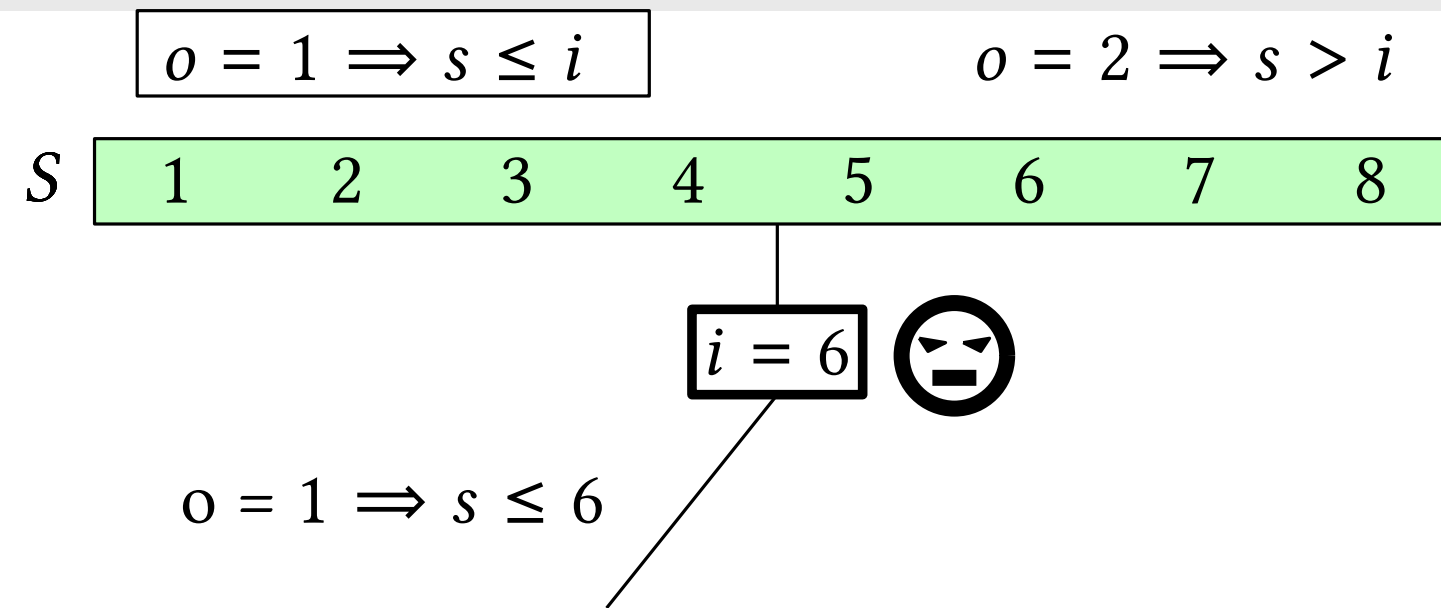 o = 1 ⟹ s ≤ i o = 2 ⟹ s > i
S 1 2 3 4 5 6 7 8
i = 6
o = 1 ⟹ s ≤ 6